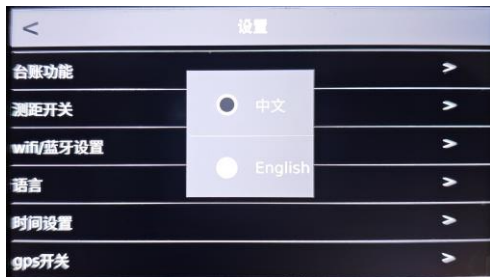 < 设置
台账功能 >
测距开关 >
中文
wifi/蓝牙设置 >
English
语言 >
时间设置 >
gps开关 >